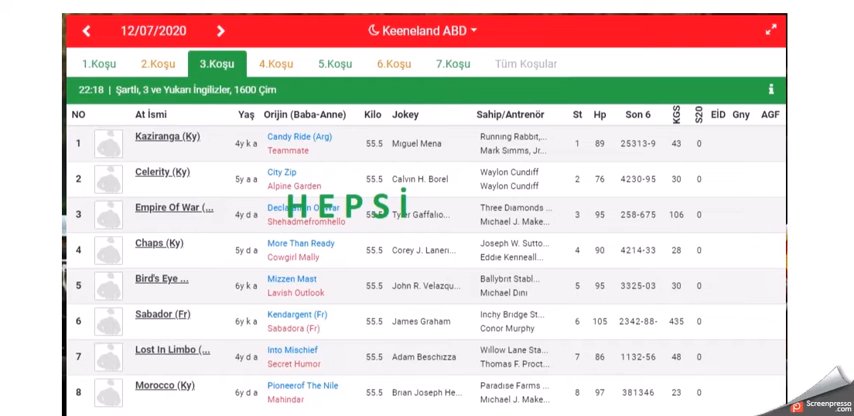 12/07/2020 Keeneland ABD
1.Koşu 2.Koşu 3.Koşu 4.Koşu 5.Koşu 6.Koşu 7.Koşu Tüm Koşular
22:18 | Şartlı, 3 ve Yukarı İngilizler, 1600 Çim
NO At İsmi Yaş Orijin (Baba-Anne) Kilo Jokey Sahip/Antrenör St Hp Son 6 KGS S20 EİD Gny AGF
1 Kaziranga (Ky) 4y k a Candy Ride (Arg) 55.5 Miguel Mena Running Rabbit,... 1 89 25313-9 43 0
Teammate Mark Simms, Jr...
2 Celerity (Ky) 5y a a City Zip 55.5 Calvin H. Borel Waylon Cundiff 2 76 4230-95 30 0
Alpine Garden Waylon Cundiff
3 Empire Of War (... 4y d a Declaration Of War 55.5 Tyler Gaffalio... Three Diamonds ... 3 95 258-675 106 0
Shehadmefromhello Michael J. Make...
HEPSİ
4 Chaps (Ky) 5y d a More Than Ready 55.5 Corey J. Laneri... Joseph W. Sutto... 4 90 4214-33 28 0
Cowgirl Mally Eddie Kenneall...
5 Bird's Eye ... 6y k a Mizzen Mast 55.5 John R. Velazqu... Ballybrit Stabl... 5 95 3325-03 30 0
Lavish Outlook Michael Dini
6 Sabador (Fr) 6y k a Kendargent (Fr) 55.5 James Graham Inchy Bridge St... 6 105 2342-88- 435 0
Sabadora (Fr) Conor Murphy
7 Lost In Limbo (... 4y d a Into Mischief 55.5 Adam Beschizza Willow Lane Sta... 7 86 1132-56 48 0
Secret Humor Thomas F. Proct...
8 Morocco (Ky) 6y d a Pioneerof The Nile 55.5 Brian Joseph He... Paradise Farms ... 8 97 381346 23 0
Mahindar Michael J. Make...
Screenpresso
.com